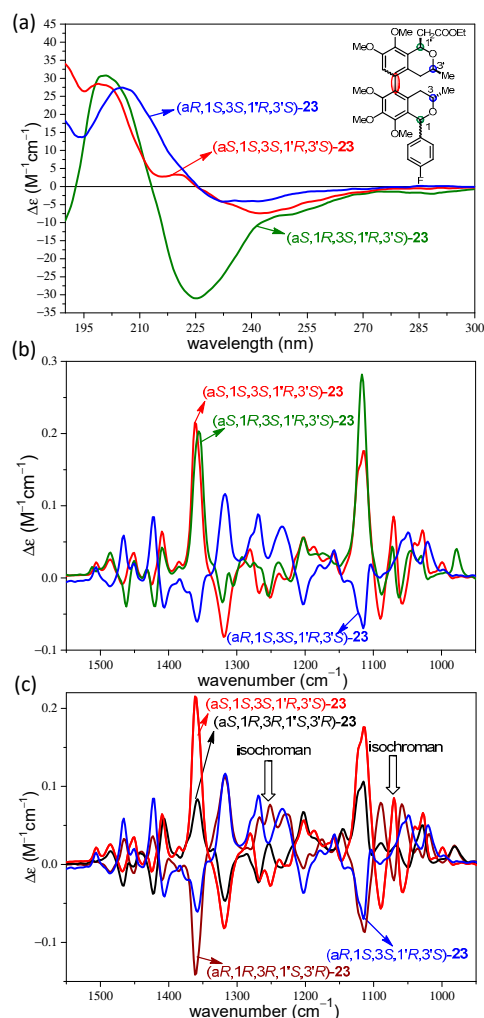 (a)
CH₂COOEt
OMe
MeO
1'
O
MeO
3'
Me
3
Me
MeO
O
MeO
1
OMe
F
(aR,1S,3S,1'R,3'S)-23
(aS,1S,3S,1'R,3'S)-23
(aS,1R,3S,1'R,3'S)-23
Δε (M⁻¹cm⁻¹)
35
30
25
20
15
10
5
0
−5
−10
−15
−20
−25
−30
−35
195 210 225 240 255 270 285 300
wavelength (nm)
(b)
(aS,1S,3S,1'R,3'S)-23
(aS,1R,3S,1'R,3'S)-23
(aR,1S,3S,1'R,3'S)-23
Δε (M⁻¹cm⁻¹)
0.3
0.2
0.1
0.0
−0.1
1500 1400 1300 1200 1100 1000
wavenumber (cm⁻¹)
(c)
(aS,1S,3S,1'R,3'S)-23
(aS,1R,3R,1'S,3'R)-23
isochroman
isochroman
(aR,1S,3S,1'R,3'S)-23
(aR,1R,3R,1'S,3'R)-23
Δε (M⁻¹cm⁻¹)
0.2
0.1
0.0
−0.1
1500 1400 1300 1200 1100 1000
wavenumber (cm⁻¹)